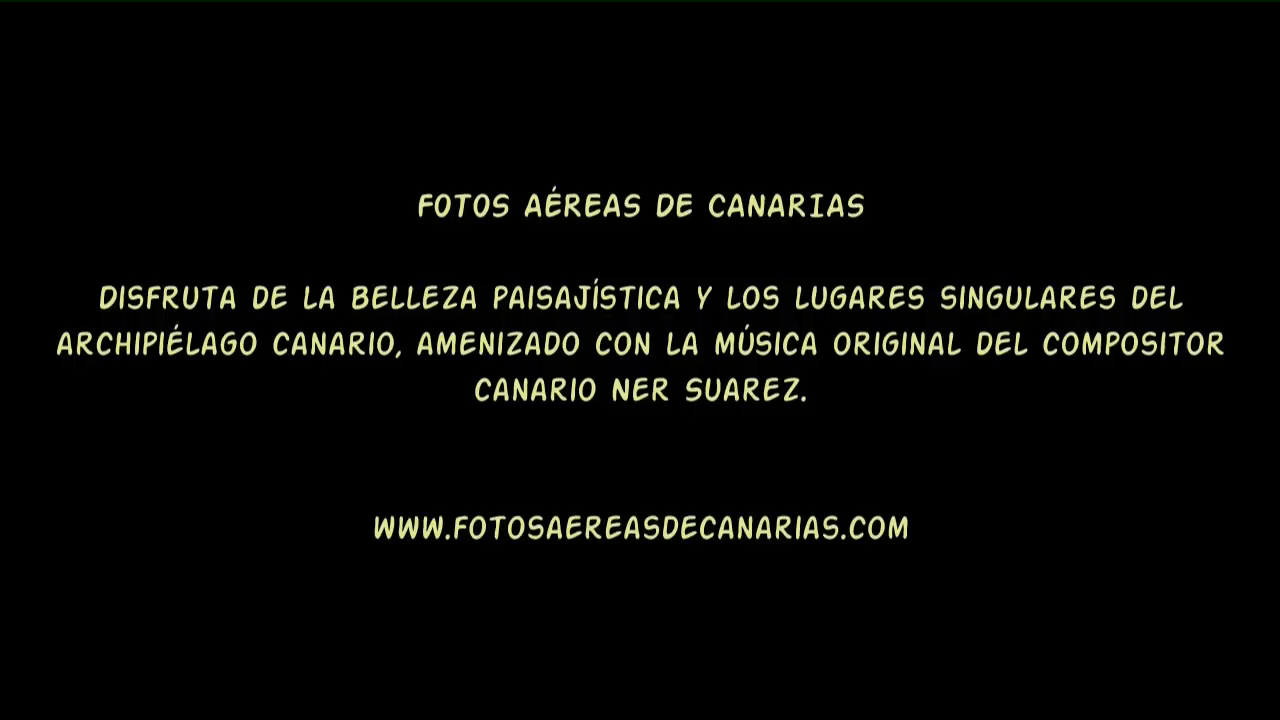 FOTOS AÉREAS DE CANARIAS
DISFRUTA DE LA BELLEZA PAISAJÍSTICA Y LOS LUGARES SINGULARES DEL
ARCHIPIÉLAGO CANARIO, AMENIZADO CON LA MÚSICA ORIGINAL DEL COMPOSITOR
CANARIO NER SUAREZ.
WWW.FOTOSAEREASDECANARIAS.COM